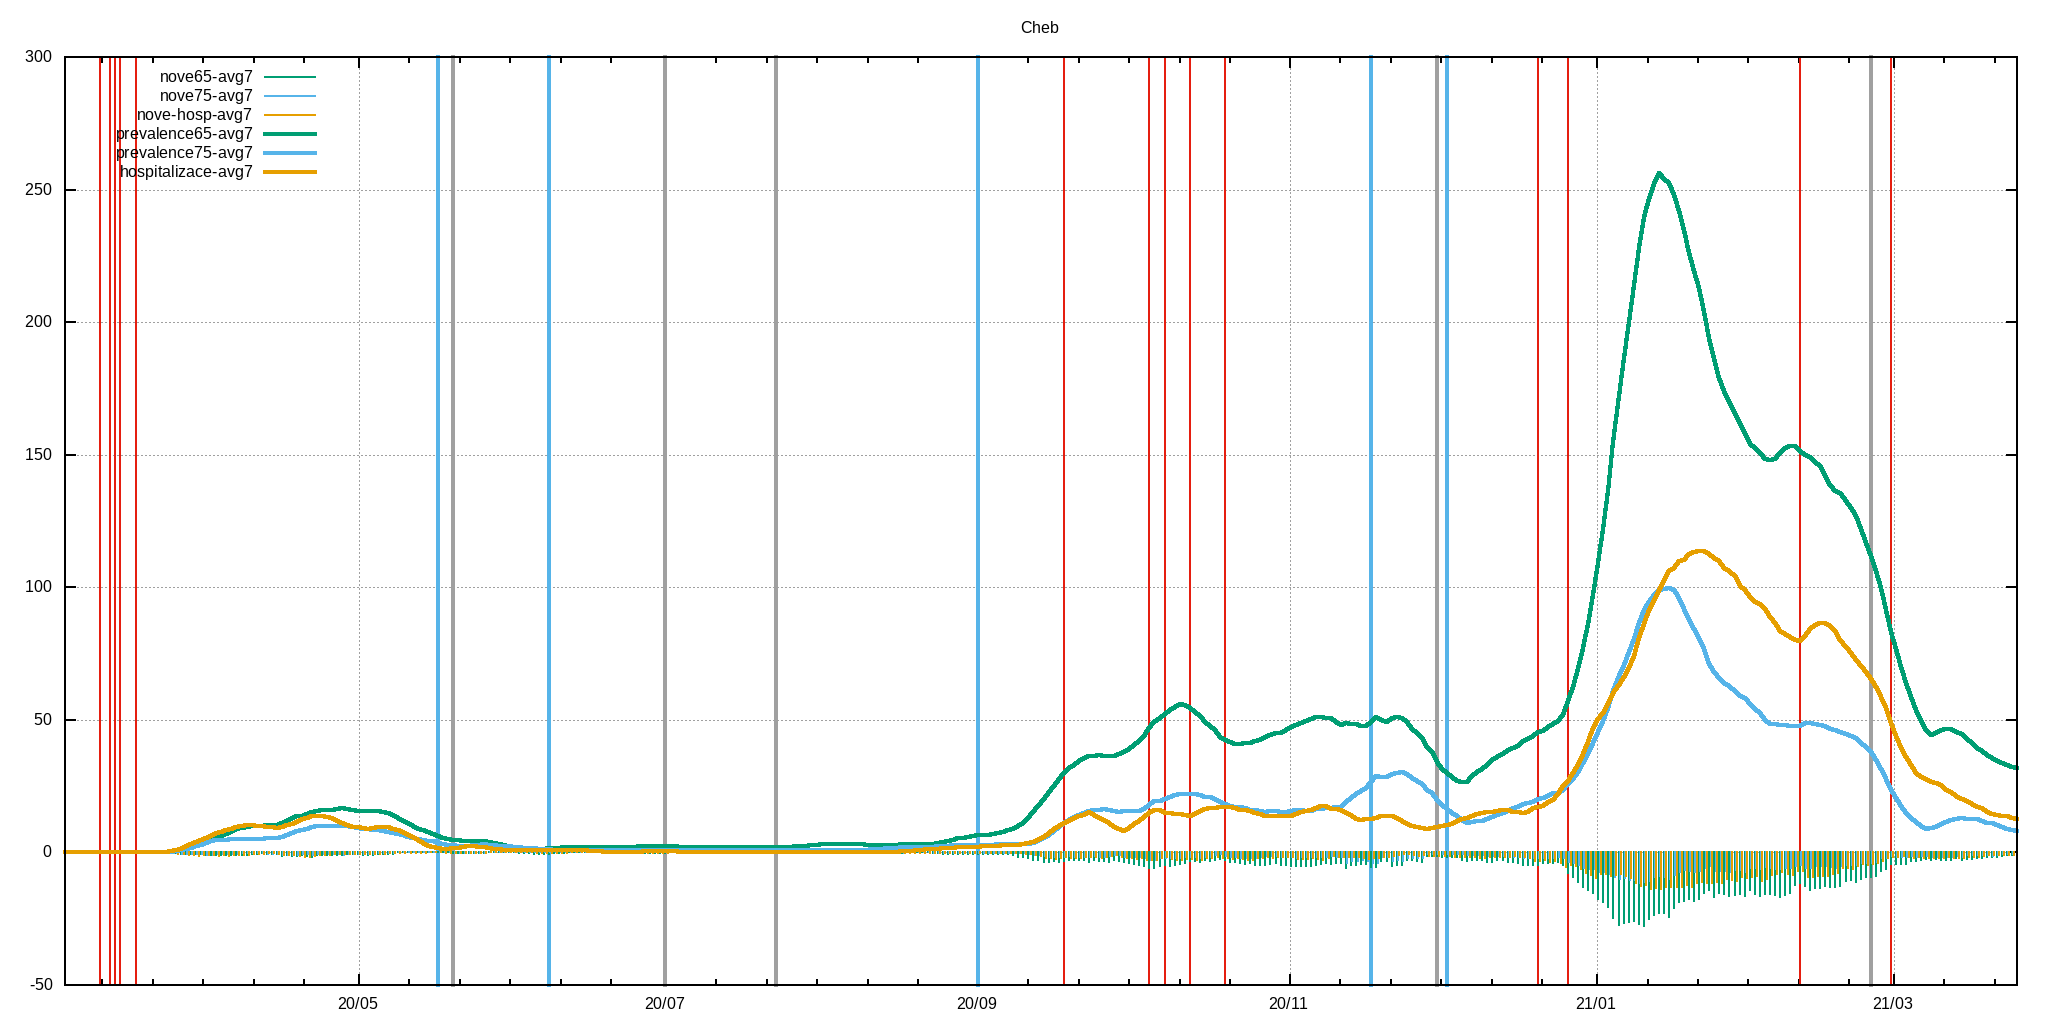 Cheb
300
250
200
150
100
50
0
-50
nove65-avg7
nove75-avg7
nove-hosp-avg7
prevalence65-avg7
prevalence75-avg7
hospitalizace-avg7
20/05 20/07 20/09 20/11 21/01 21/03